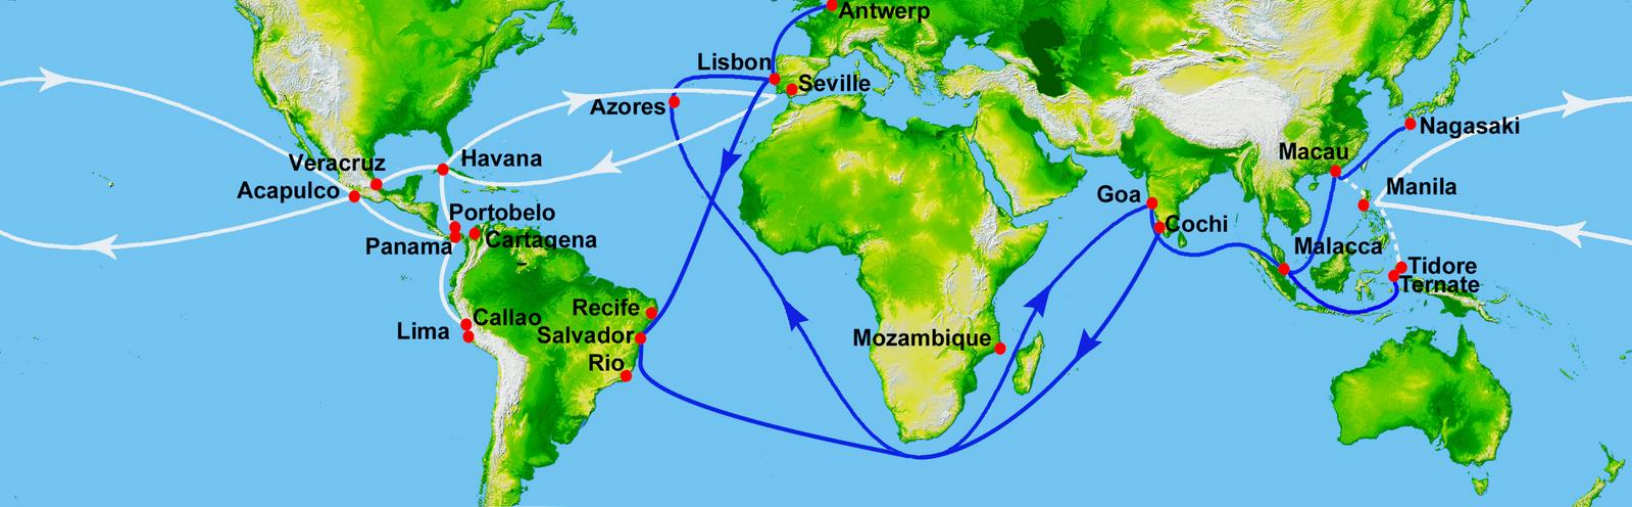 Antwerp
Lisbon
Seville
Azores
Nagasaki
Macau
Havana
Veracruz
Acapulco
Manila
Goa
Portobelo
Cochi
Panama
Cartagena
Malacca
Tidore
Ternate
Recife
Callao
Lima
Salvador
Mozambique
Rio